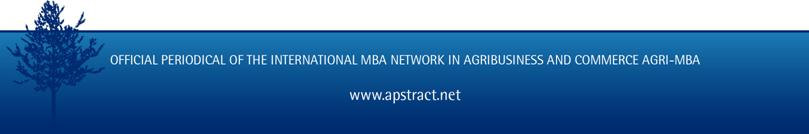 OFFICIAL PERIODICAL OF THE INTERNATIONAL MBA NETWORK IN AGRIBUSINESS AND COMMERCE AGRI-MBA
www.apstract.net